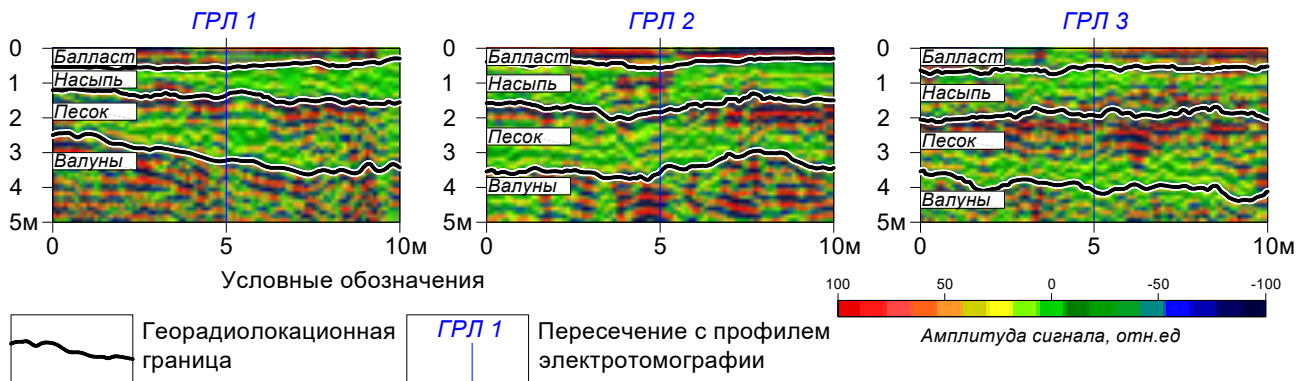 ГРЛ 1 ГРЛ 2 ГРЛ 3
0 Балласт 0 Балласт 0 Балласт
1 Насыпь 1 Насыпь 1 Насыпь
2 Песок 2 Песок 2 Песок
3 Валуны 3 Валуны 3 Валуны
4 4 4
5м 5м 5м
0 5 10м 0 5 10м 0 5 10м
Условные обозначения
100 50 0 -50 -100
Амплитуда сигнала, отн.ед
Георадиолокационная
граница
ГРЛ 1
Пересечение с профилем
электротомографии